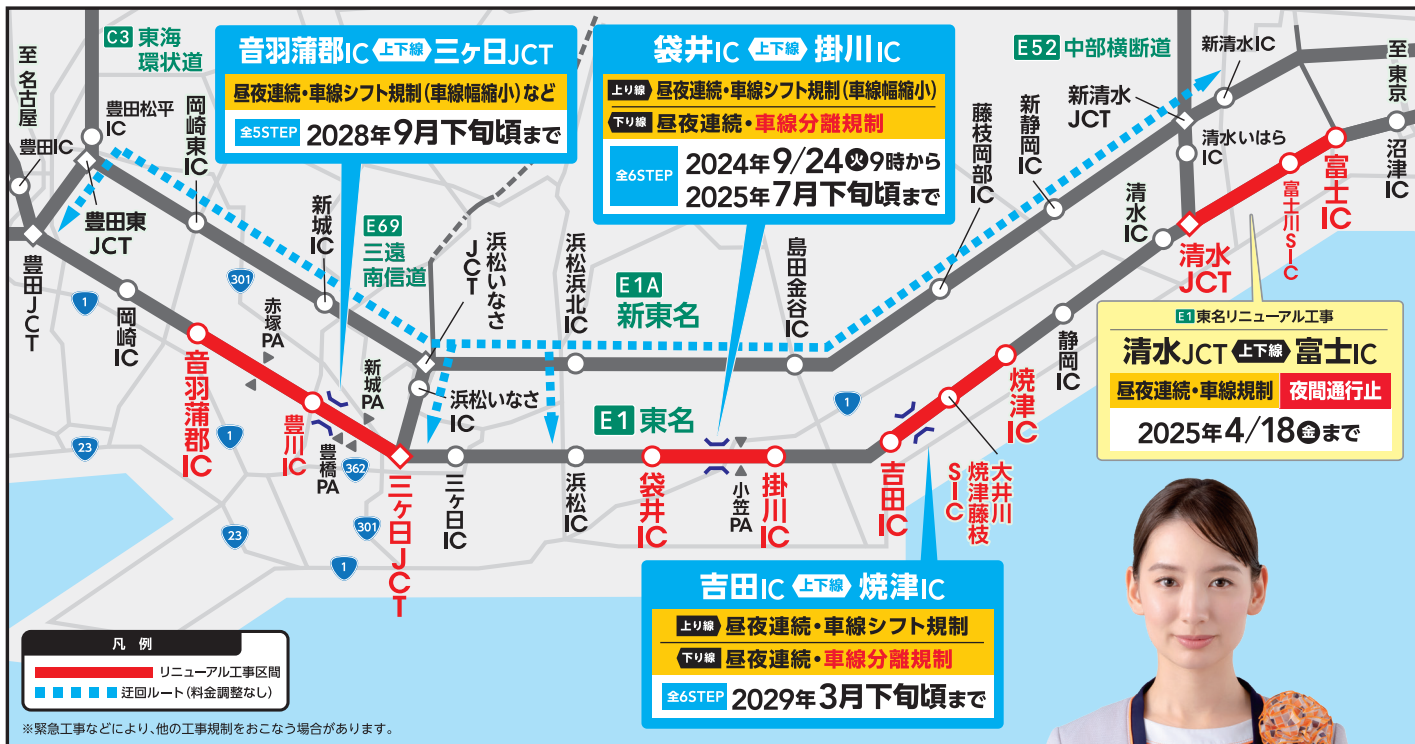 C3 東海
環状道
至 名古屋
豊田松平
IC
豊田IC
岡崎東IC
音羽蒲郡IC 上下線 三ヶ日JCT
昼夜連続・車線シフト規制(車線幅縮小)など
全5STEP 2028年9月下旬頃まで
袋井IC 上下線 掛川IC
上り線 昼夜連続・車線シフト規制(車線幅縮小)
下り線 昼夜連続・車線分離規制
全6STEP 2024年9/24火9時から
2025年7月下旬頃まで
E52 中部横断道
新清水IC
至 東京
新清水
JCT
清水いはら
IC
藤枝岡部IC
新静岡IC
清水IC
富士川SIC
富士IC
沼津IC
清水
JCT
豊田東
JCT
豊田JCT
新城IC
E69
三遠
南信道
浜松いなさJCT
浜松浜北IC
E1A
新東名
島田金谷IC
静岡IC
1
301
岡崎IC
赤塚PA
音羽蒲郡IC
新城PA
浜松いなさ
IC
E1 東名
1
焼津IC
E1 東名リニューアル工事
清水JCT 上下線 富士IC
昼夜連続・車線規制 夜間通行止
2025年4/18金まで
23
1
豊川IC
豊橋PA
362
三ヶ日JCT
三ヶ日IC
浜松IC
袋井IC
小笠PA
掛川IC
吉田IC
大井川
焼津藤枝
SIC
23
301
1
吉田IC 上下線 焼津IC
上り線 昼夜連続・車線シフト規制
下り線 昼夜連続・車線分離規制
全6STEP 2029年3月下旬頃まで
凡例
リニューアル工事区間
迂回ルート(料金調整なし)
※緊急工事などにより、他の工事規制をおこなう場合があります。